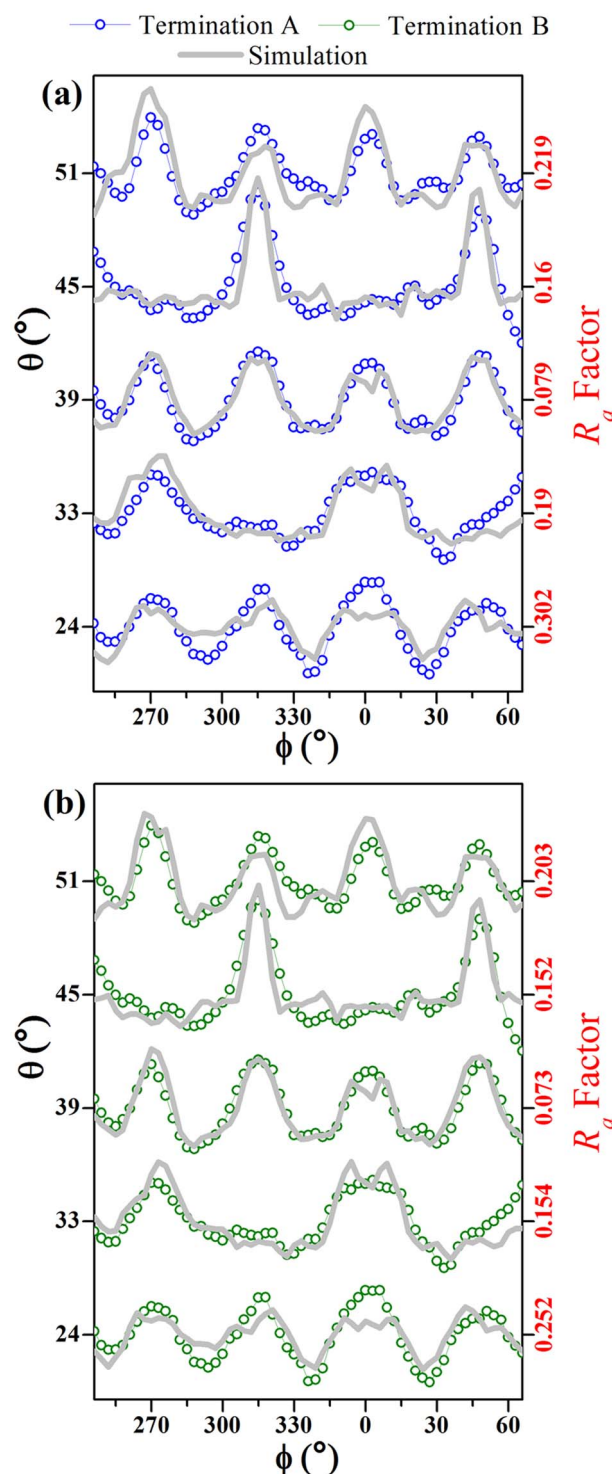 Termination A Termination B
Simulation
(a)
51 0.219
45 0.16
39 0.079
33 0.19
24 0.302
θ (°)
R_a Factor
270 300 330 0 30 60
ϕ (°)
(b)
51 0.203
45 0.152
39 0.073
33 0.154
24 0.252
θ (°)
R_a Factor
270 300 330 0 30 60
ϕ (°)